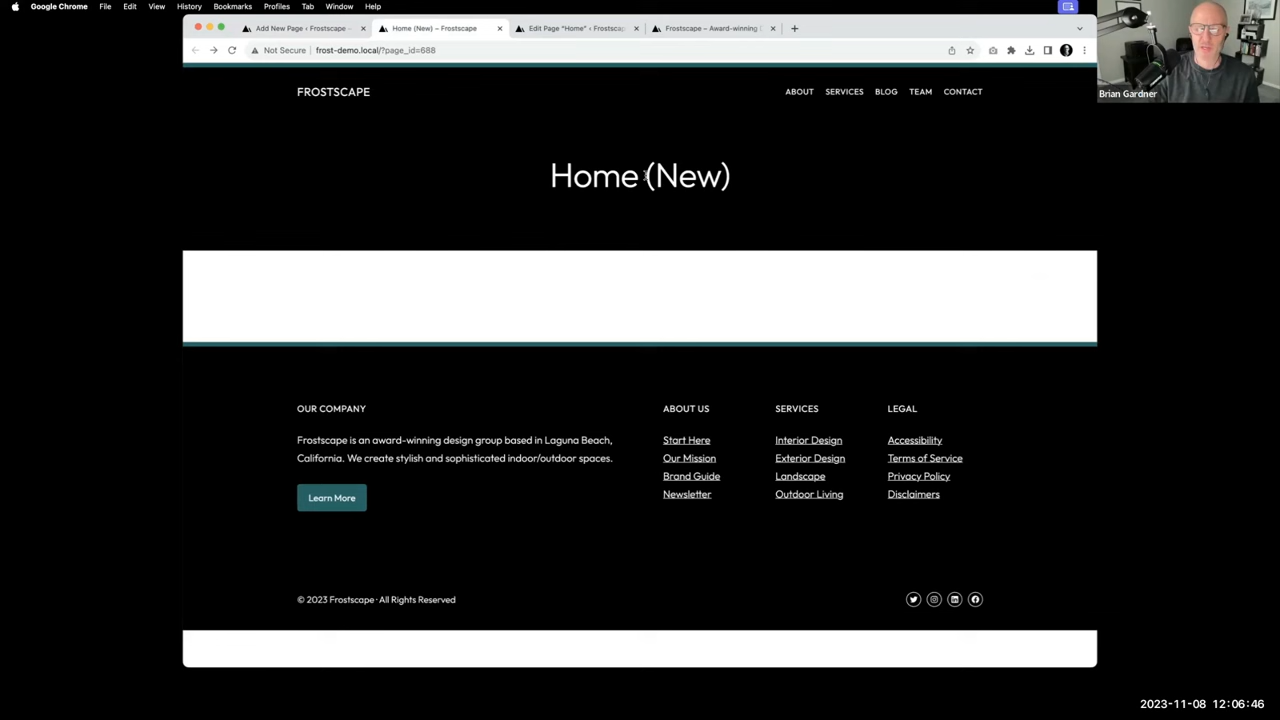 Google Chrome File Edit View History Bookmarks Profiles Tab Window Help
Add New Page ‹ Frostscape – Home (New) – Frostscape Edit Page “Home” ‹ Frostscap Frostscape – Award-winning
Not Secure frost-demo.local/?page_id=688
Brian Gardner
FROSTSCAPE ABOUT SERVICES BLOG TEAM CONTACT
Home (New)
OUR COMPANY
Frostscape is an award-winning design group based in Laguna Beach,
California. We create stylish and sophisticated indoor/outdoor spaces.
Learn More
ABOUT US
Start Here
Our Mission
Brand Guide
Newsletter
SERVICES
Interior Design
Exterior Design
Landscape
Outdoor Living
LEGAL
Accessibility
Terms of Service
Privacy Policy
Disclaimers
© 2023 Frostscape · All Rights Reserved
2023-11-08 12:06:46